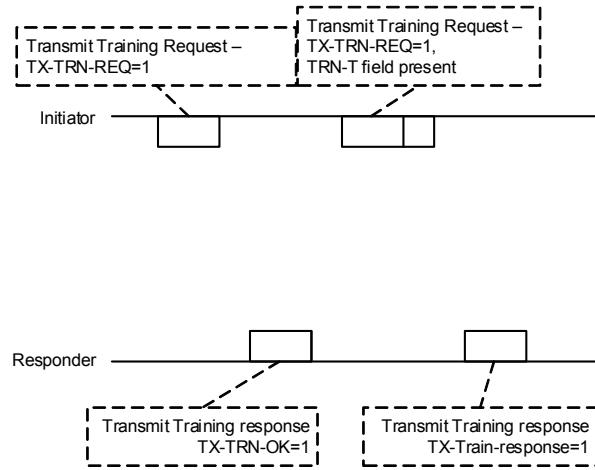 Transmit Training Request –
TX-TRN-REQ=1
Transmit Training Request –
TX-TRN-REQ=1,
TRN-T field present
Initiator
Responder
Transmit Training response
TX-TRN-OK=1
Transmit Training response
TX-Train-response=1